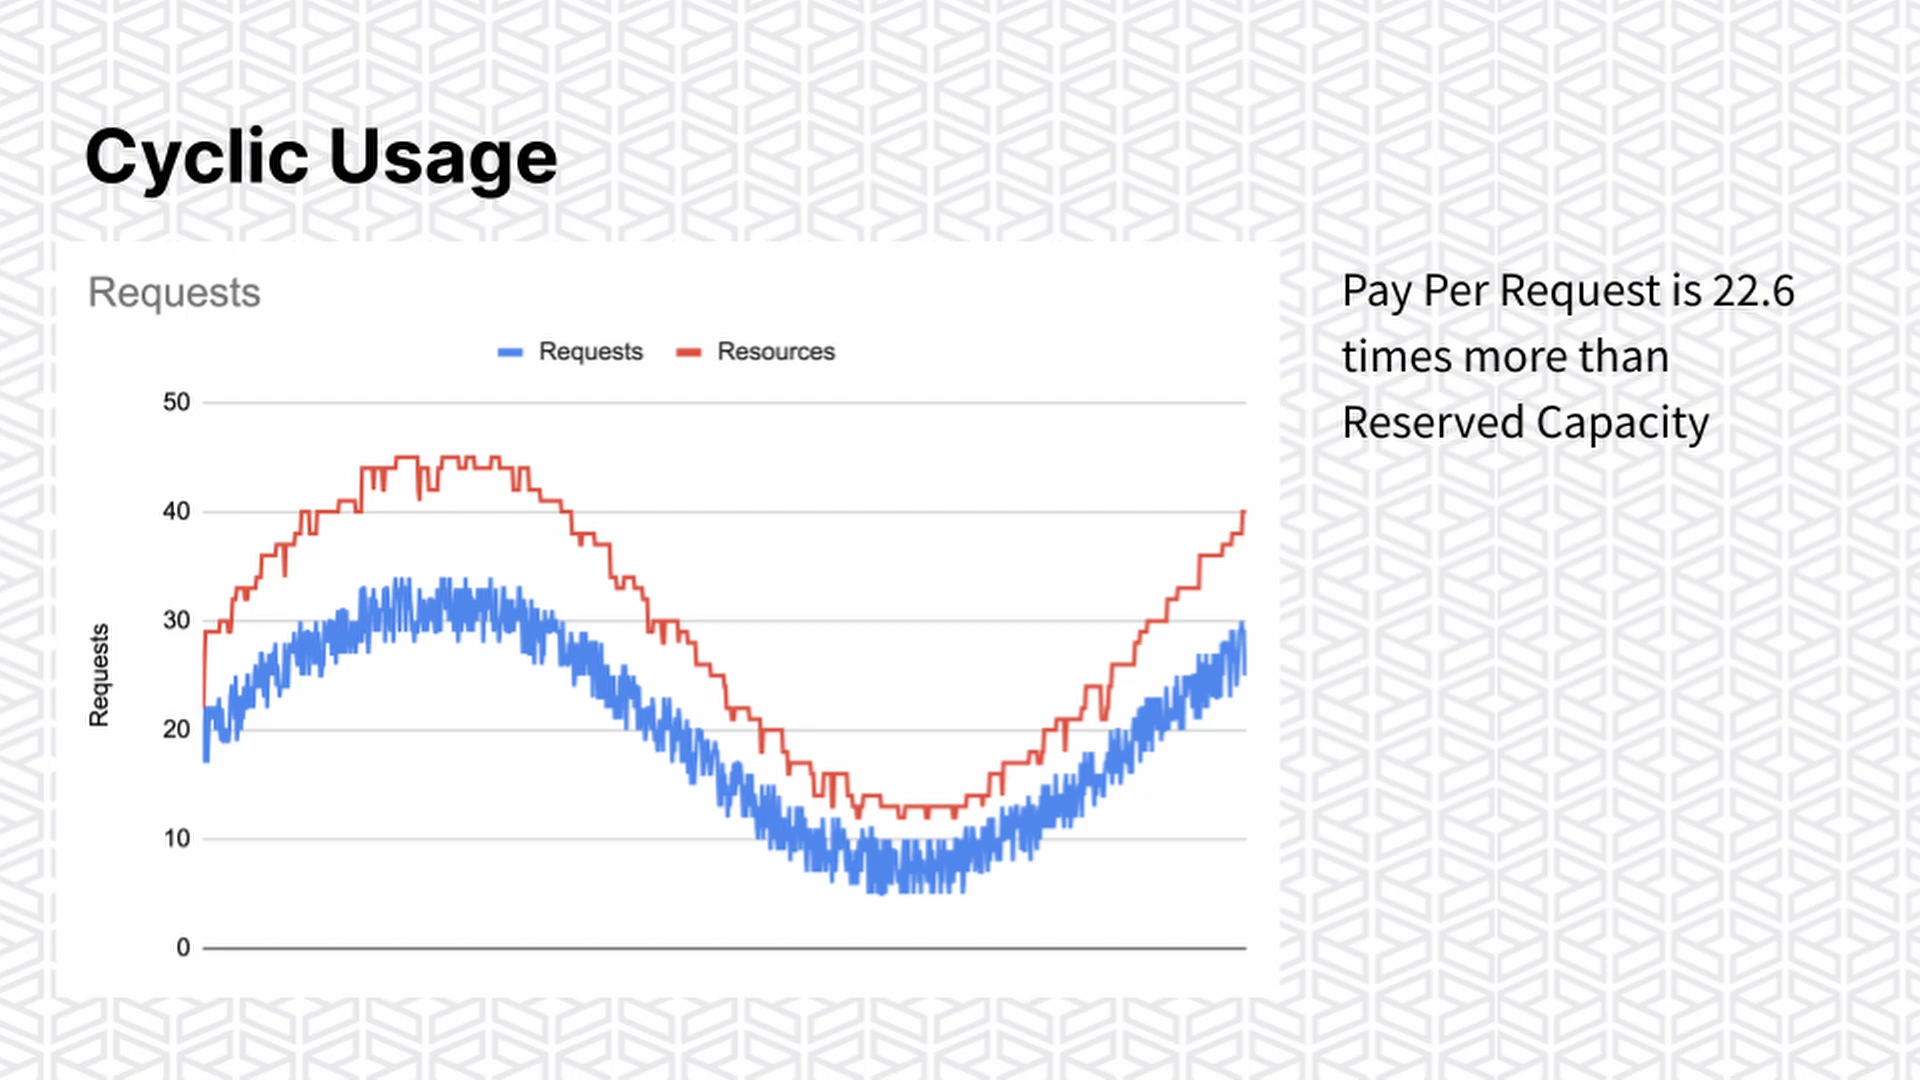 Cyclic Usage
Requests
Requests Resources
50
40
30
20
10
0
Requests
Pay Per Request is 22.6
times more than
Reserved Capacity